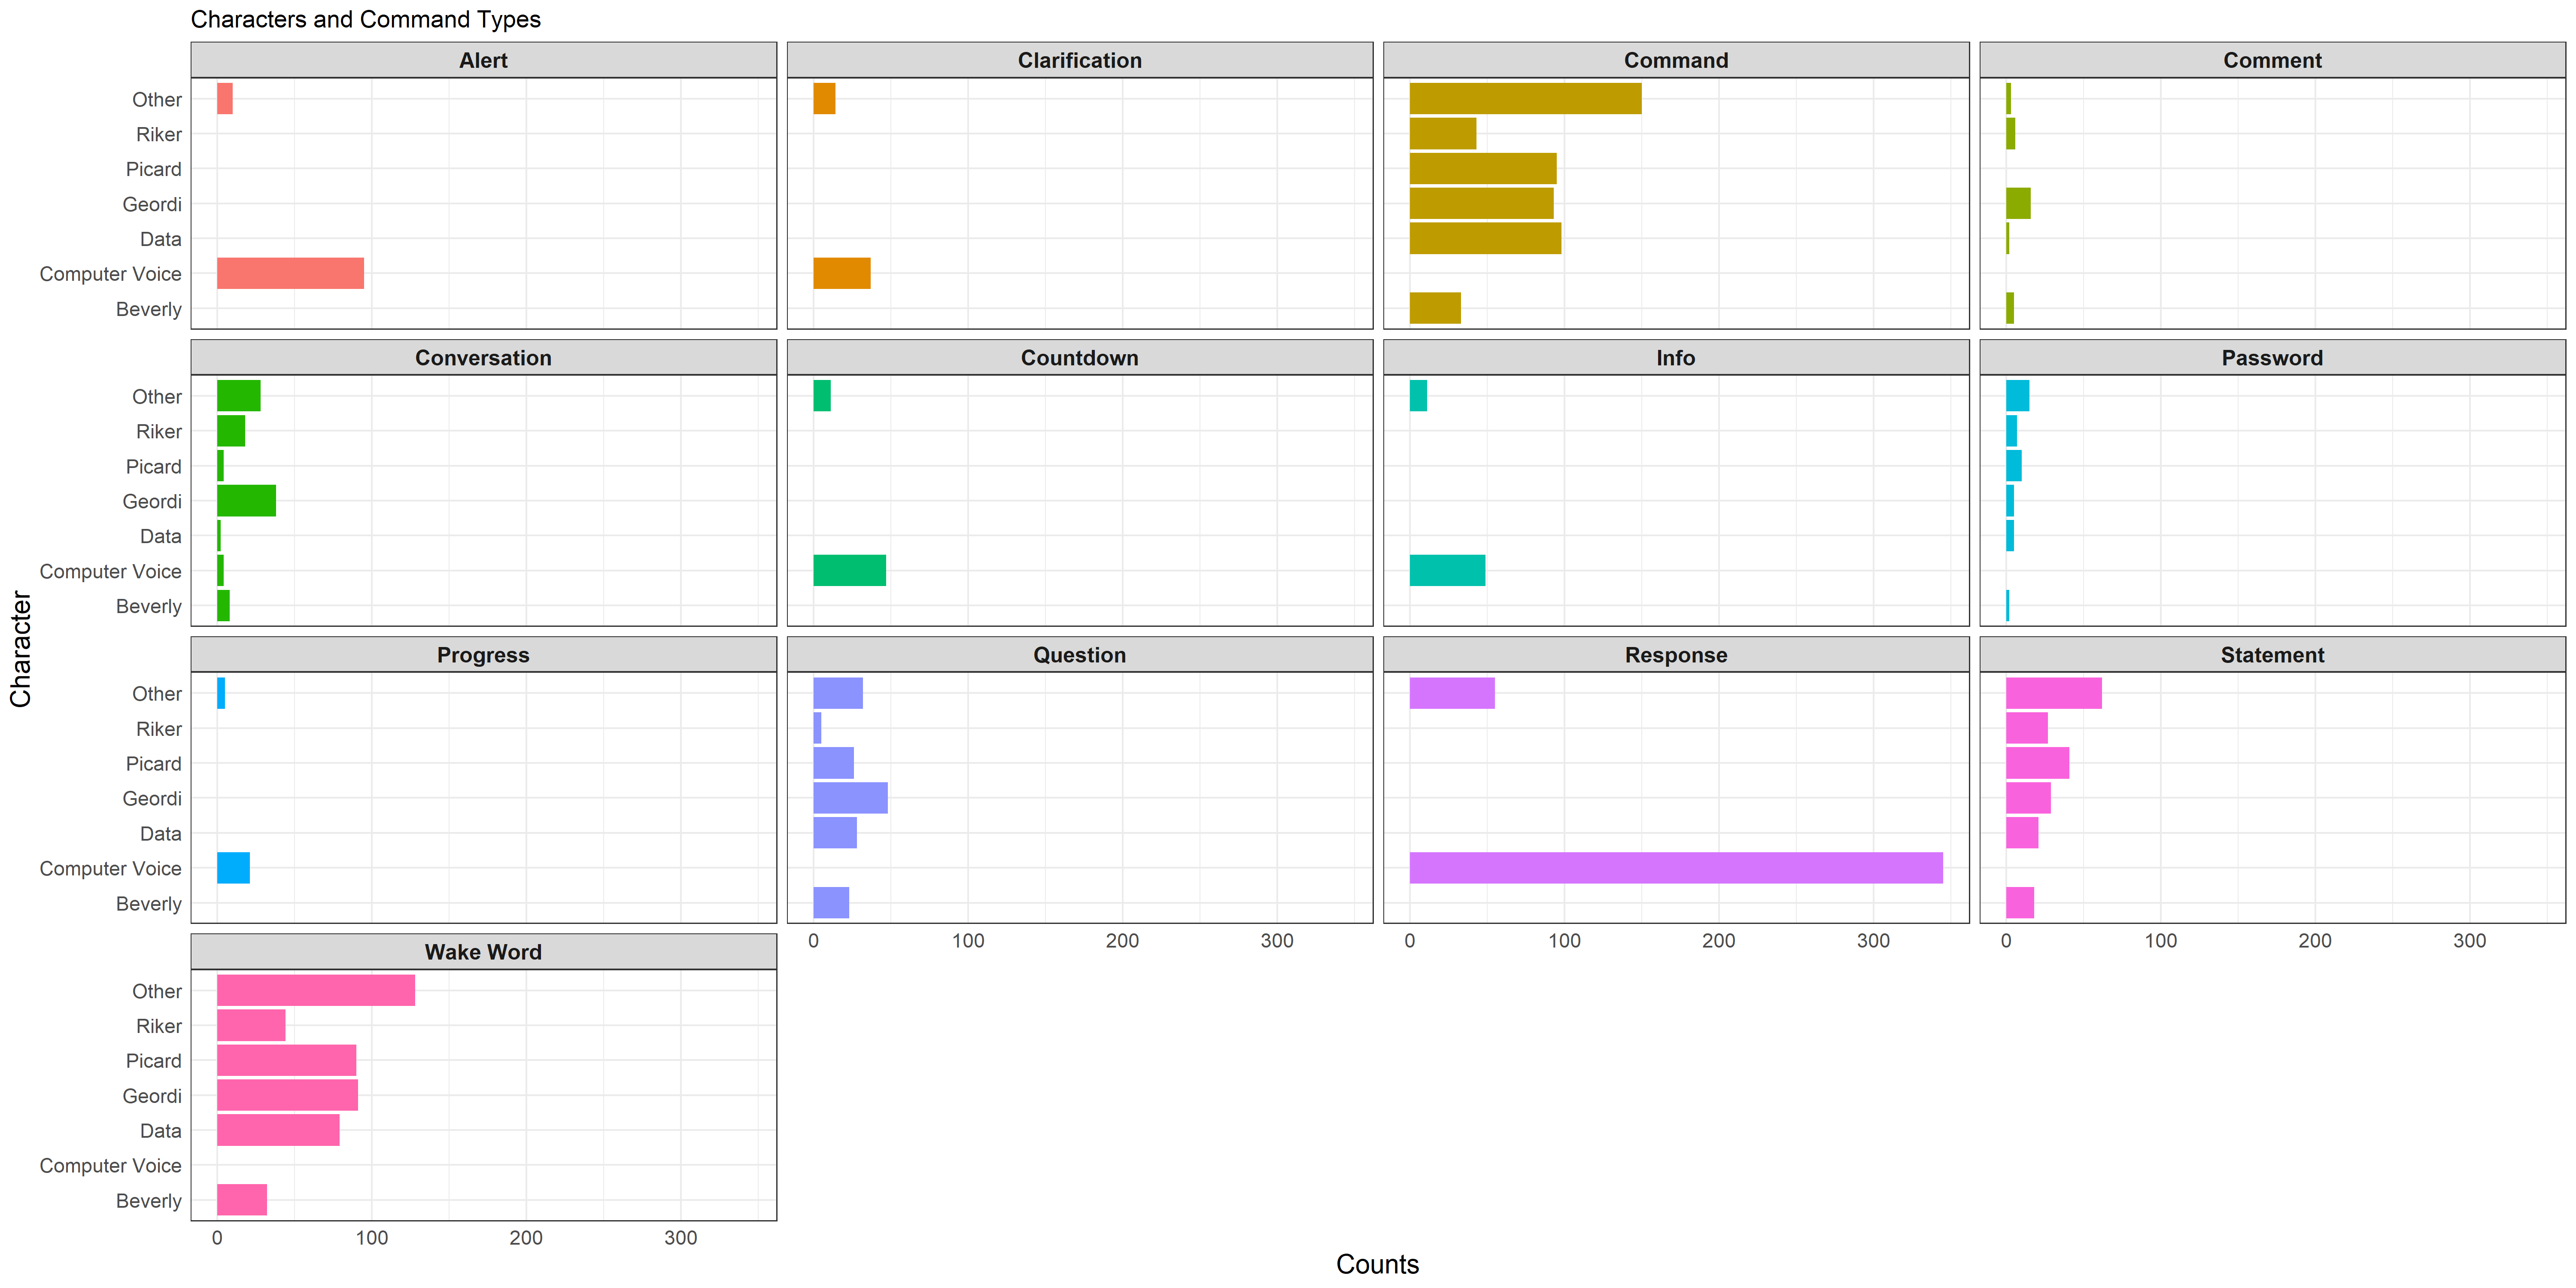 Characters and Command Types
Alert
Clarification
Command
Comment
Other
Riker
Picard
Geordi
Data
Computer Voice
Beverly
Conversation
Countdown
Info
Password
Other
Riker
Picard
Geordi
Data
Computer Voice
Beverly
Character
Progress
Question
Response
Statement
Other
Riker
Picard
Geordi
Data
Computer Voice
Beverly
0 100 200 300
0 100 200 300
0 100 200 300
Wake Word
Other
Riker
Picard
Geordi
Data
Computer Voice
Beverly
0 100 200 300
Counts